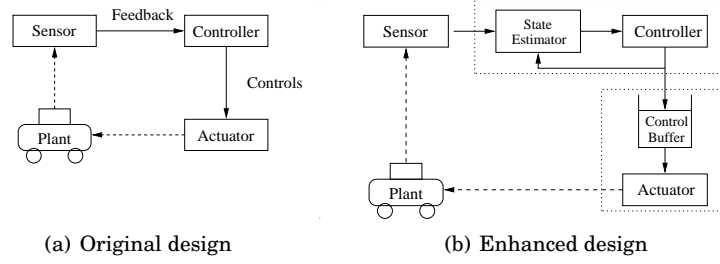 Sensor
Feedback
Controller
Controls
Plant
Actuator
(a) Original design
Sensor
State
Estimator
Controller
Control
Buffer
Plant
Actuator
(b) Enhanced design